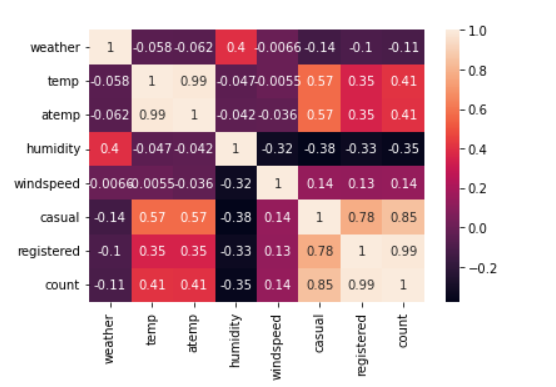 weather 1 -0.058 -0.062 0.4 -0.0066 -0.14 -0.1 -0.11
temp -0.058 1 0.99 -0.047 -0.0055 0.57 0.35 0.41
atemp -0.062 0.99 1 -0.042 -0.036 0.57 0.35 0.41
humidity 0.4 -0.047 -0.042 1 -0.32 -0.38 -0.33 -0.35
windspeed -0.0066 -0.0055 -0.036 -0.32 1 0.14 0.13 0.14
casual -0.14 0.57 0.57 -0.38 0.14 1 0.78 0.85
registered -0.1 0.35 0.35 -0.33 0.13 0.78 1 0.99
count -0.11 0.41 0.41 -0.35 0.14 0.85 0.99 1
weather temp atemp humidity windspeed casual registered count
1.0
0.8
0.6
0.4
0.2
0.0
−0.2